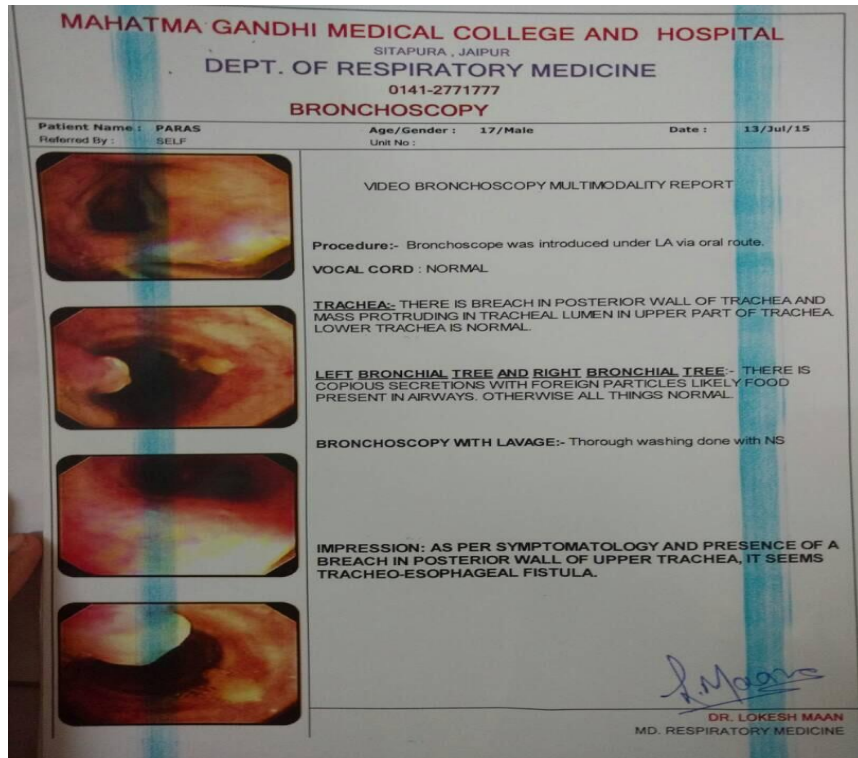 MAHATMA GANDHI MEDICAL COLLEGE AND HOSPITAL
SITAPURA , JAIPUR
DEPT. OF RESPIRATORY MEDICINE
0141-2771777
BRONCHOSCOPY
Patient Name : PARAS Age/Gender : 17/Male Date : 13/Jul/15
Referred By : SELF Unit No :
VIDEO BRONCHOSCOPY MULTIMODALITY REPORT
Procedure:- Bronchoscope was introduced under LA via oral route.
VOCAL CORD : NORMAL
TRACHEA:- THERE IS BREACH IN POSTERIOR WALL OF TRACHEA AND
MASS PROTRUDING IN TRACHEAL LUMEN IN UPPER PART OF TRACHEA.
LOWER TRACHEA IS NORMAL.
LEFT BRONCHIAL TREE AND RIGHT BRONCHIAL TREE:- THERE IS
COPIOUS SECRETIONS WITH FOREIGN PARTICLES LIKELY FOOD
PRESENT IN AIRWAYS. OTHERWISE ALL THINGS NORMAL.
BRONCHOSCOPY WITH LAVAGE:- Thorough washing done with NS
IMPRESSION: AS PER SYMPTOMATOLOGY AND PRESENCE OF A
BREACH IN POSTERIOR WALL OF UPPER TRACHEA, IT SEEMS
TRACHEO-ESOPHAGEAL FISTULA.
DR. LOKESH MAAN
MD. RESPIRATORY MEDICINE